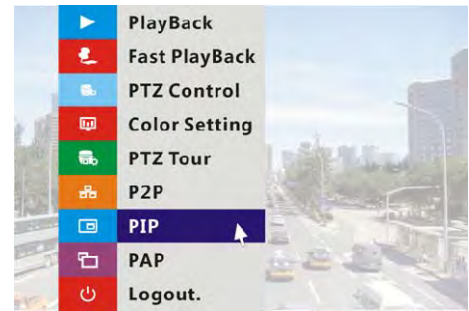 PlayBack
Fast PlayBack
PTZ Control
Color Setting
PTZ Tour
P2P
PIP
PAP
Logout.